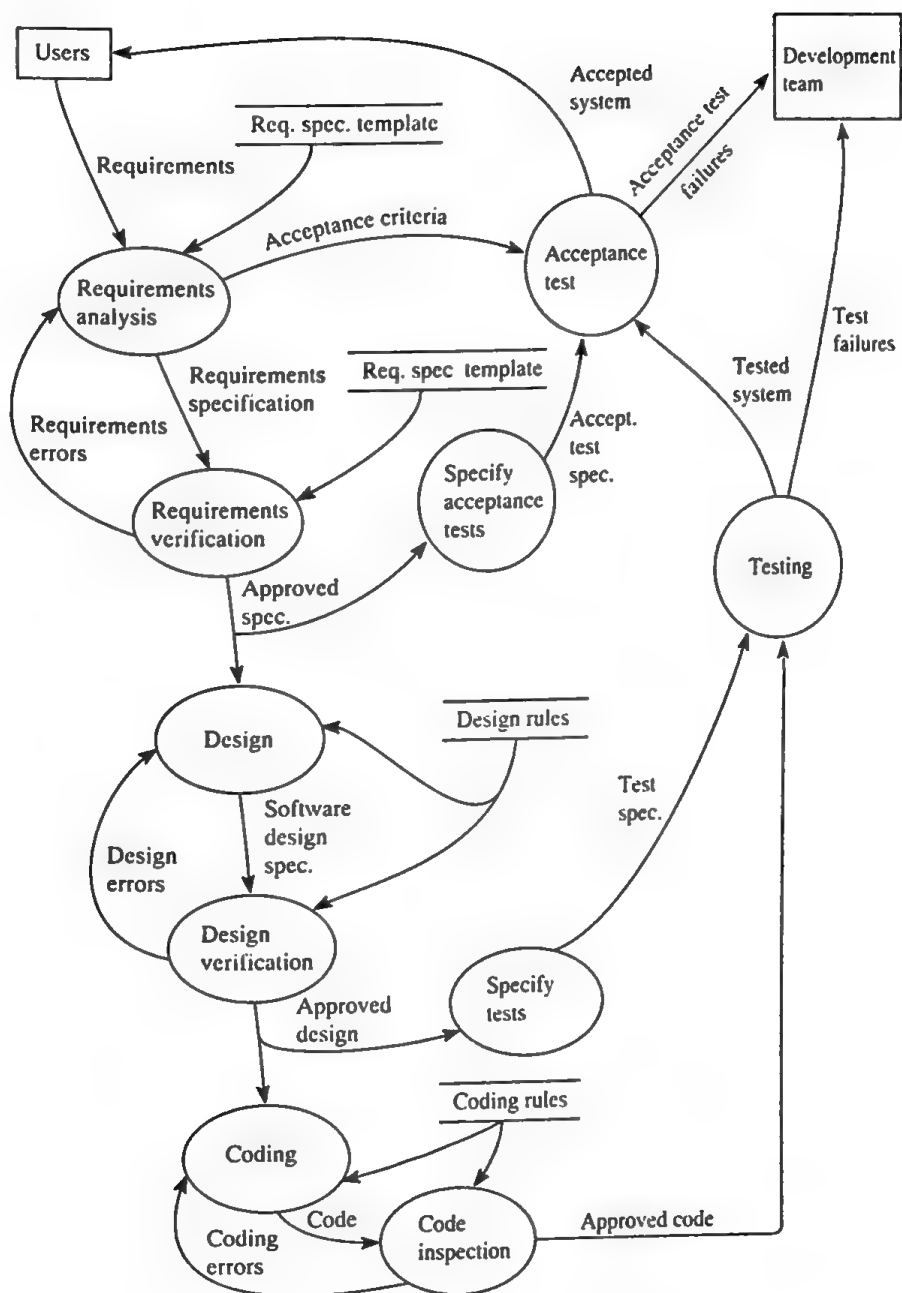 Users
Development
team
Accepted
system
Acceptance test
failures
Req. spec. template
Requirements
Acceptance criteria
Acceptance
test
Requirements
analysis
Test
failures
Requirements
specification
Req. spec template
Tested
system
Requirements
errors
Accept.
test
spec.
Specify
acceptance
tests
Requirements
verification
Testing
Approved
spec.
Design rules
Design
Test
spec.
Software
design
spec.
Design
errors
Design
verification
Specify
tests
Approved
design
Coding rules
Coding
Code
Code
inspection
Approved code
Coding
errors